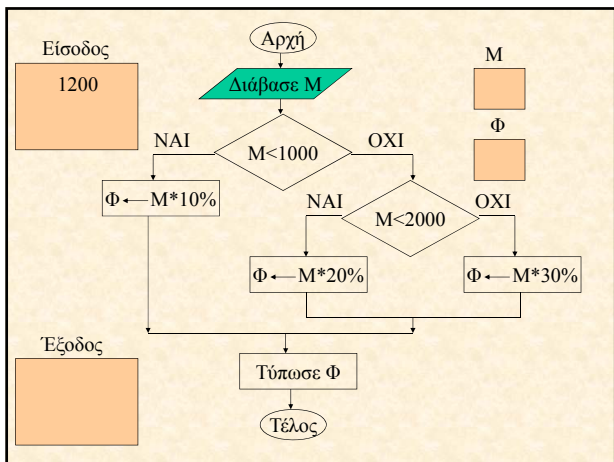 Αρχή
Είσοδος
1200
Διάβασε Μ
Μ
Φ
ΝΑΙ
Μ<1000
ΟΧΙ
Φ ← Μ*10%
ΝΑΙ
Μ<2000
ΟΧΙ
Φ ← Μ*20%
Φ ← Μ*30%
Έξοδος
Τύπωσε Φ
Τέλος